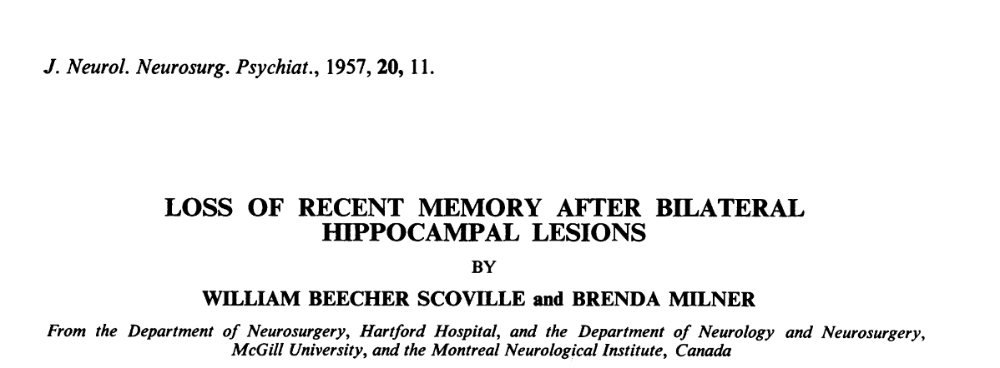 J. Neurol. Neurosurg. Psychiat., 1957, 20, 11.
LOSS OF RECENT MEMORY AFTER BILATERAL
HIPPOCAMPAL LESIONS
BY
WILLIAM BEECHER SCOVILLE and BRENDA MILNER
From the Department of Neurosurgery, Hartford Hospital, and the Department of Neurology and Neurosurgery,
McGill University, and the Montreal Neurological Institute, Canada